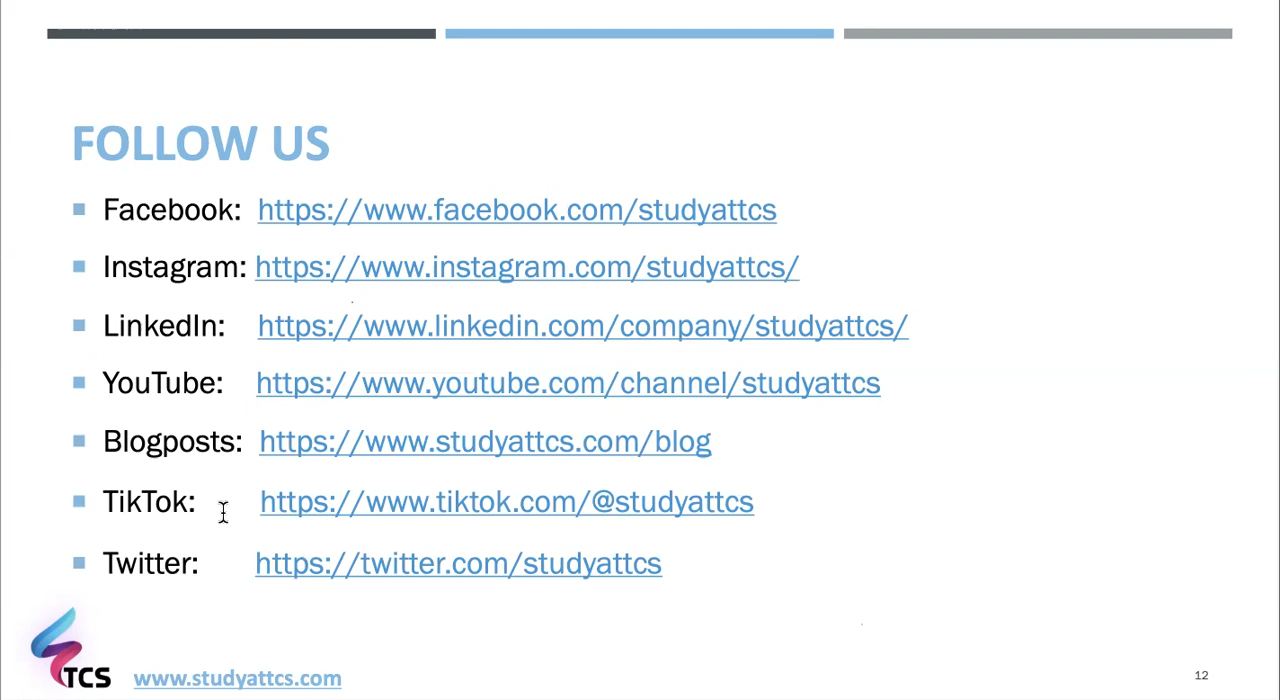 FOLLOW US
Facebook: https://www.facebook.com/studyattcs
Instagram: https://www.instagram.com/studyattcs/
LinkedIn: https://www.linkedin.com/company/studyattcs/
YouTube: https://www.youtube.com/channel/studyattcs
Blogposts: https://www.studyattcs.com/blog
TikTok: https://www.tiktok.com/@studyattcs
Twitter: https://twitter.com/studyattcs
TCS www.studyattcs.com
12